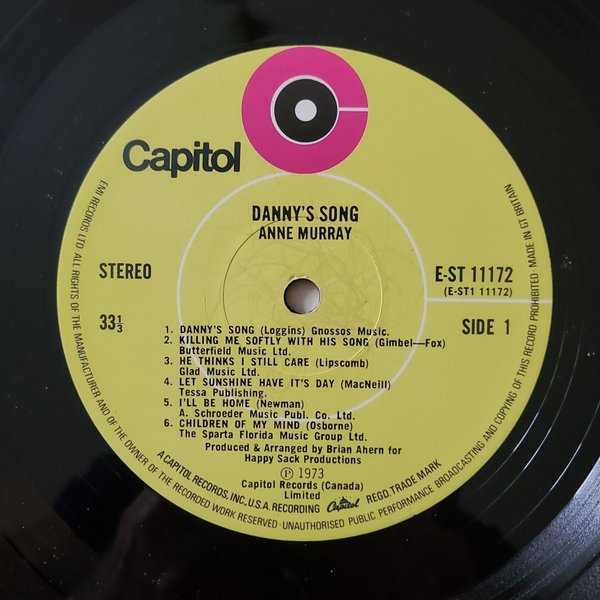 Capitol
DANNY'S SONG
ANNE MURRAY
STEREO
E-ST 11172
(E-ST1 11172)
33⅓
SIDE 1
1. DANNY'S SONG (Loggins) Gnossos Music.
2. KILLING ME SOFTLY WITH HIS SONG (Gimbel—Fox)
Butterfield Music Ltd.
3. HE THINKS I STILL CARE (Lipscomb)
Glad Music Ltd.
4. LET SUNSHINE HAVE IT'S DAY (MacNeill)
Tessa Publishing.
5. I'LL BE HOME (Newman)
A. Schroeder Music Publ. Co. Ltd.
6. CHILDREN OF MY MIND (Osborne)
The Sparta Florida Music Group Ltd.
Produced & Arranged by Brian Ahern for
Happy Sack Productions
Ⓟ 1973
Capitol Records (Canada)
Limited
A CAPITOL RECORDS, INC., U.S.A. RECORDING Capitol REGD. TRADE MARK
EMI RECORDS LTD ALL RIGHTS OF THE MANUFACTURER AND OF THE OWNER OF THE RECORDED WORK RESERVED · UNAUTHORISED PUBLIC PERFORMANCE BROADCASTING AND COPYING OF THIS RECORD PROHIBITED MADE IN GT BRITAIN